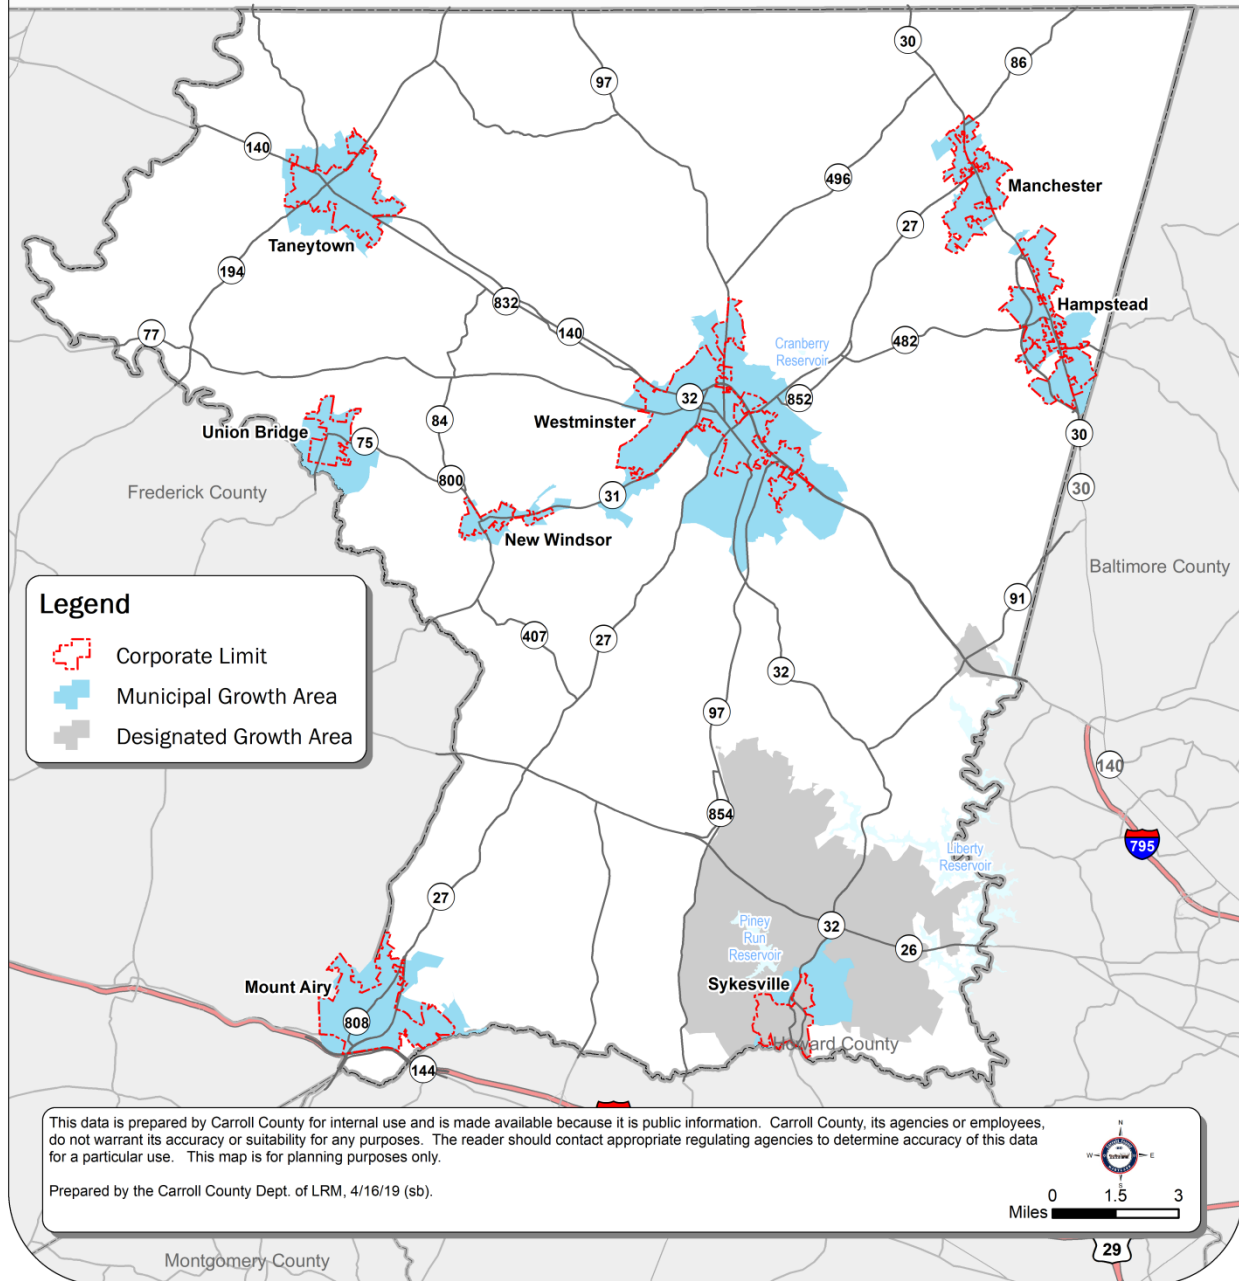 30
86
97
140
496
Manchester
27
Taneytown
194
832
Hampstead
77
140
482
Cranberry
Reservoir
32
852
84
Westminster
Union Bridge
75
30
800
Frederick County
31
30
New Windsor
Baltimore County
91
Legend
Corporate Limit
Municipal Growth Area
Designated Growth Area
407
27
32
97
140
854
795
Liberty
Reservoir
27
Piney
Run
Reservoir
32
26
Mount Airy
Sykesville
808
Howard County
144
This data is prepared by Carroll County for internal use and is made available because it is public information. Carroll County, its agencies or employees,
do not warrant its accuracy or suitability for any purposes. The reader should contact appropriate regulating agencies to determine accuracy of this data
for a particular use. This map is for planning purposes only.
Prepared by the Carroll County Dept. of LRM, 4/16/19 (sb).
N
W
E
S
0 1.5 3
Miles
29
Montgomery County